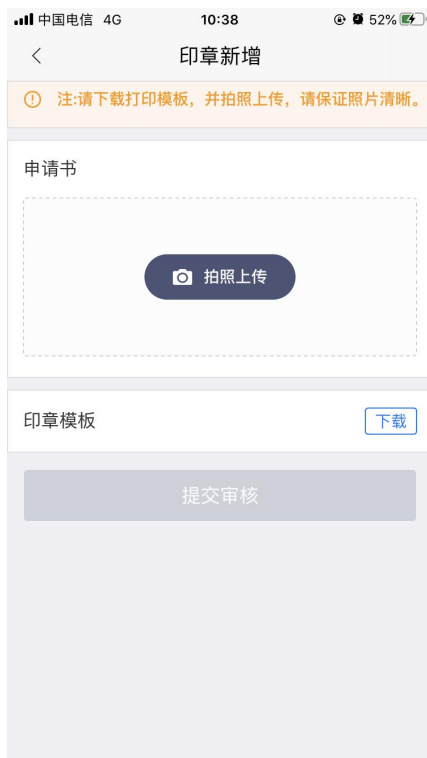 中国电信 4G 10:38 52%
印章新增
注:请下载打印模板，并拍照上传，请保证照片清晰。
申请书
拍照上传
印章模板 下载
提交审核